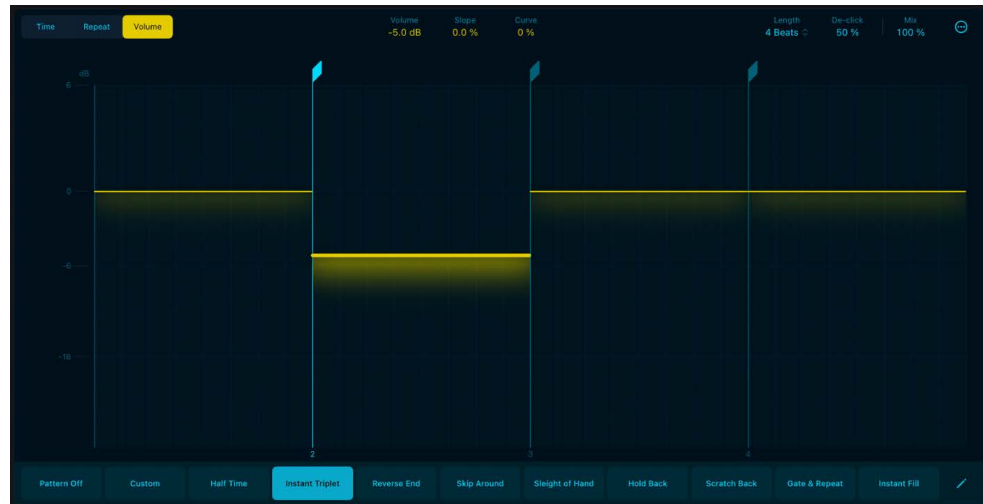 Time Repeat Volume
Volume Slope Curve Length De-click Mix
-5.0 dB 0.0 % 0 % 4 Beats 50 % 100 %
dB
6
0
-6
-18
2 3 4
Pattern Off Custom Half Time Instant Triplet Reverse End Skip Around Sleight of Hand Hold Back Scratch Back Gate & Repeat Instant Fill